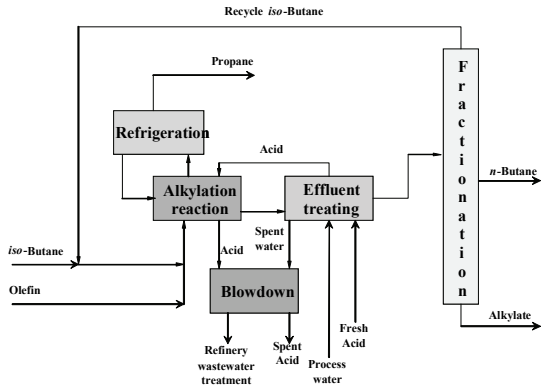 Recycle iso-Butane
Propane
Refrigeration
Acid
Alkylation
reaction
Effluent
treating
Fractionation
n-Butane
iso-Butane
Olefin
Acid
Spent
water
Blowdown
Alkylate
Refinery
wastewater
treatment
Spent
Acid
Process
water
Fresh
Acid